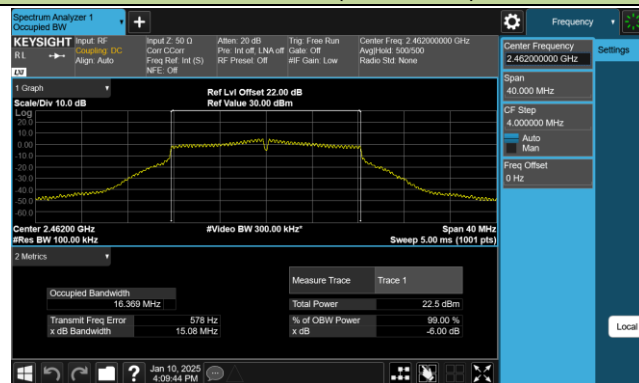 Spectrum Analyzer 1
Occupied BW
Frequency
KEYSIGHT
RL
LXI
Input: RF
Coupling: DC
Align: Auto
Input Z: 50 Ω
Corr CCorr
Freq Ref: Int (S)
NFE: Off
Atten: 20 dB
Pre: Int off, LNA off
RF Presel: Off
Trig: Free Run
Gate: Off
#IF Gain: Low
Center Freq: 2.462000000 GHz
Avg|Hold: 500/500
Radio Std: None
Center Frequency
2.462000000 GHz
Settings
Span
40.000 MHz
CF Step
4.000000 MHz
Auto
Man
Freq Offset
0 Hz
Local
1 Graph
Scale/Div 10.0 dB
Ref Lvl Offset 22.00 dB
Ref Value 30.00 dBm
Log
20.0
10.0
0.00
-10.0
-20.0
-30.0
-40.0
-50.0
-60.0
Center 2.46200 GHz
#Res BW 100.00 kHz
#Video BW 300.00 kHz*
Span 40 MHz
Sweep 5.00 ms (1001 pts)
2 Metrics
Measure Trace Trace 1
Occupied Bandwidth
16.369 MHz
Total Power 22.5 dBm
Transmit Freq Error 578 Hz
% of OBW Power 99.00 %
x dB Bandwidth 15.08 MHz
x dB -6.00 dB
?
Jan 10, 2025
4:09:44 PM